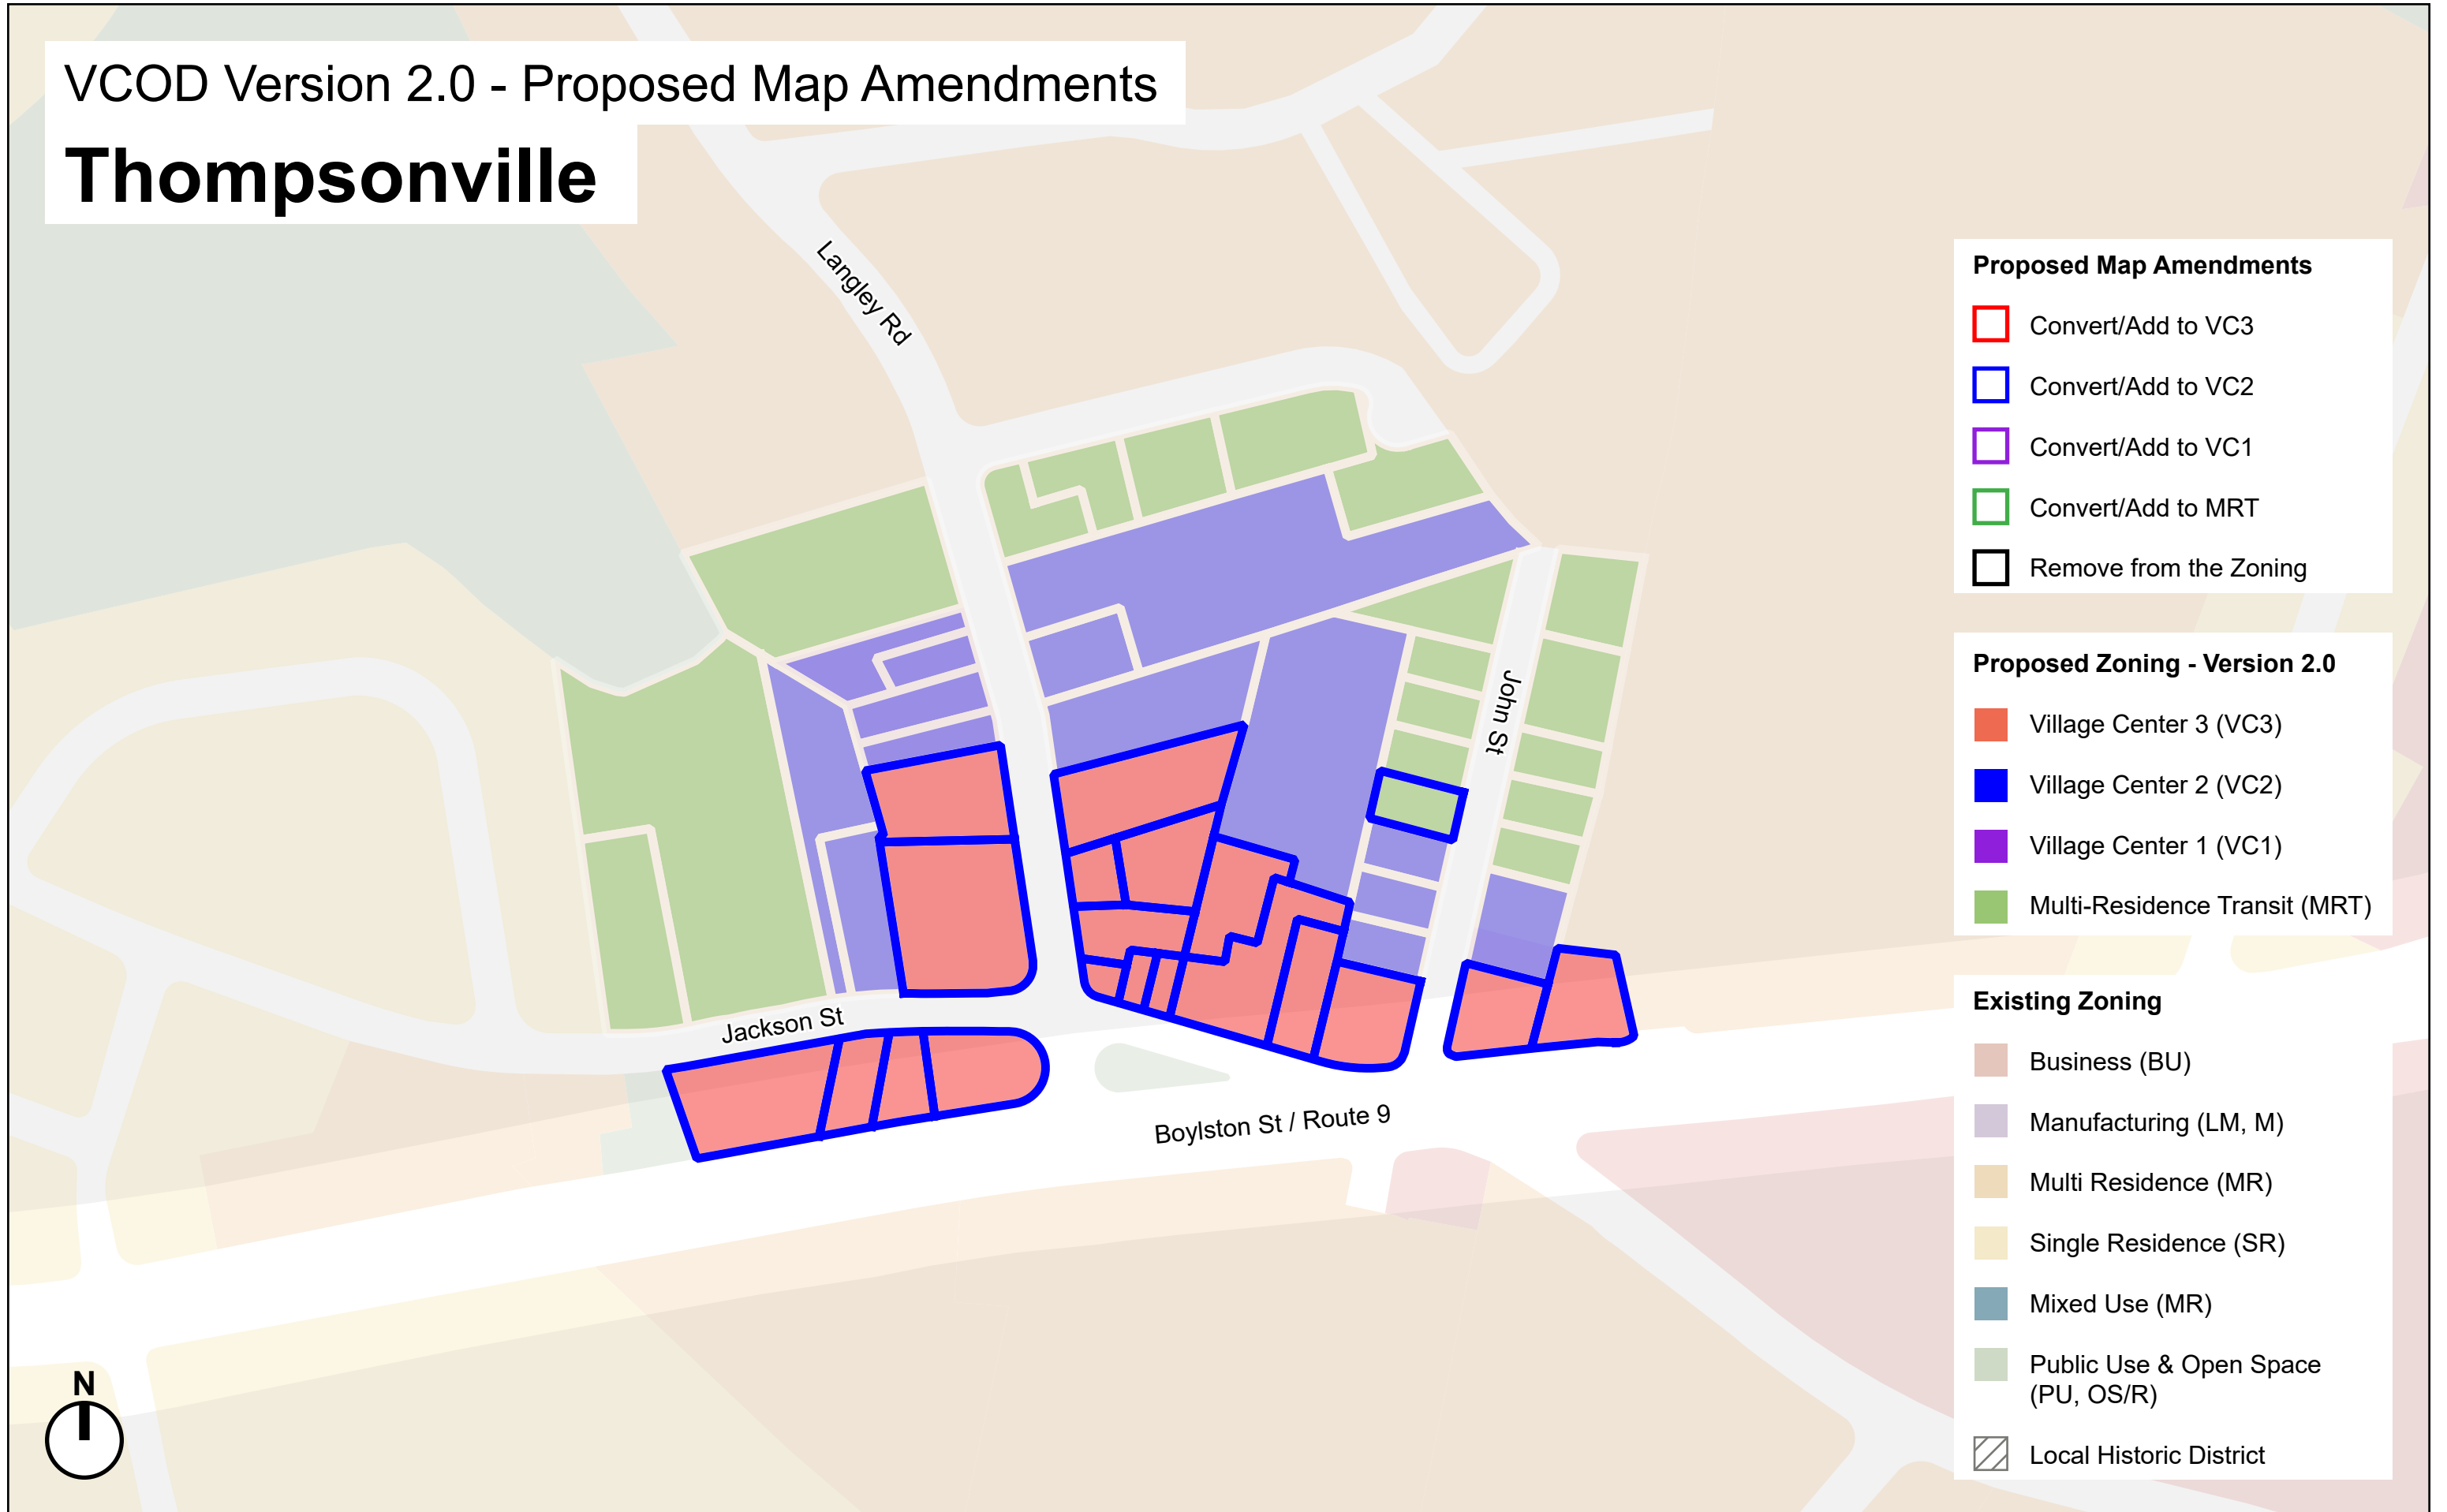 VCOD Version 2.0 - Proposed Map Amendments
Thompsonville
Langley Rd
John St
Jackson St
Boylston St / Route 9
N
Proposed Map Amendments
Convert/Add to VC3
Convert/Add to VC2
Convert/Add to VC1
Convert/Add to MRT
Remove from the Zoning
Proposed Zoning - Version 2.0
Village Center 3 (VC3)
Village Center 2 (VC2)
Village Center 1 (VC1)
Multi-Residence Transit (MRT)
Existing Zoning
Business (BU)
Manufacturing (LM, M)
Multi Residence (MR)
Single Residence (SR)
Mixed Use (MR)
Public Use & Open Space
(PU, OS/R)
Local Historic District